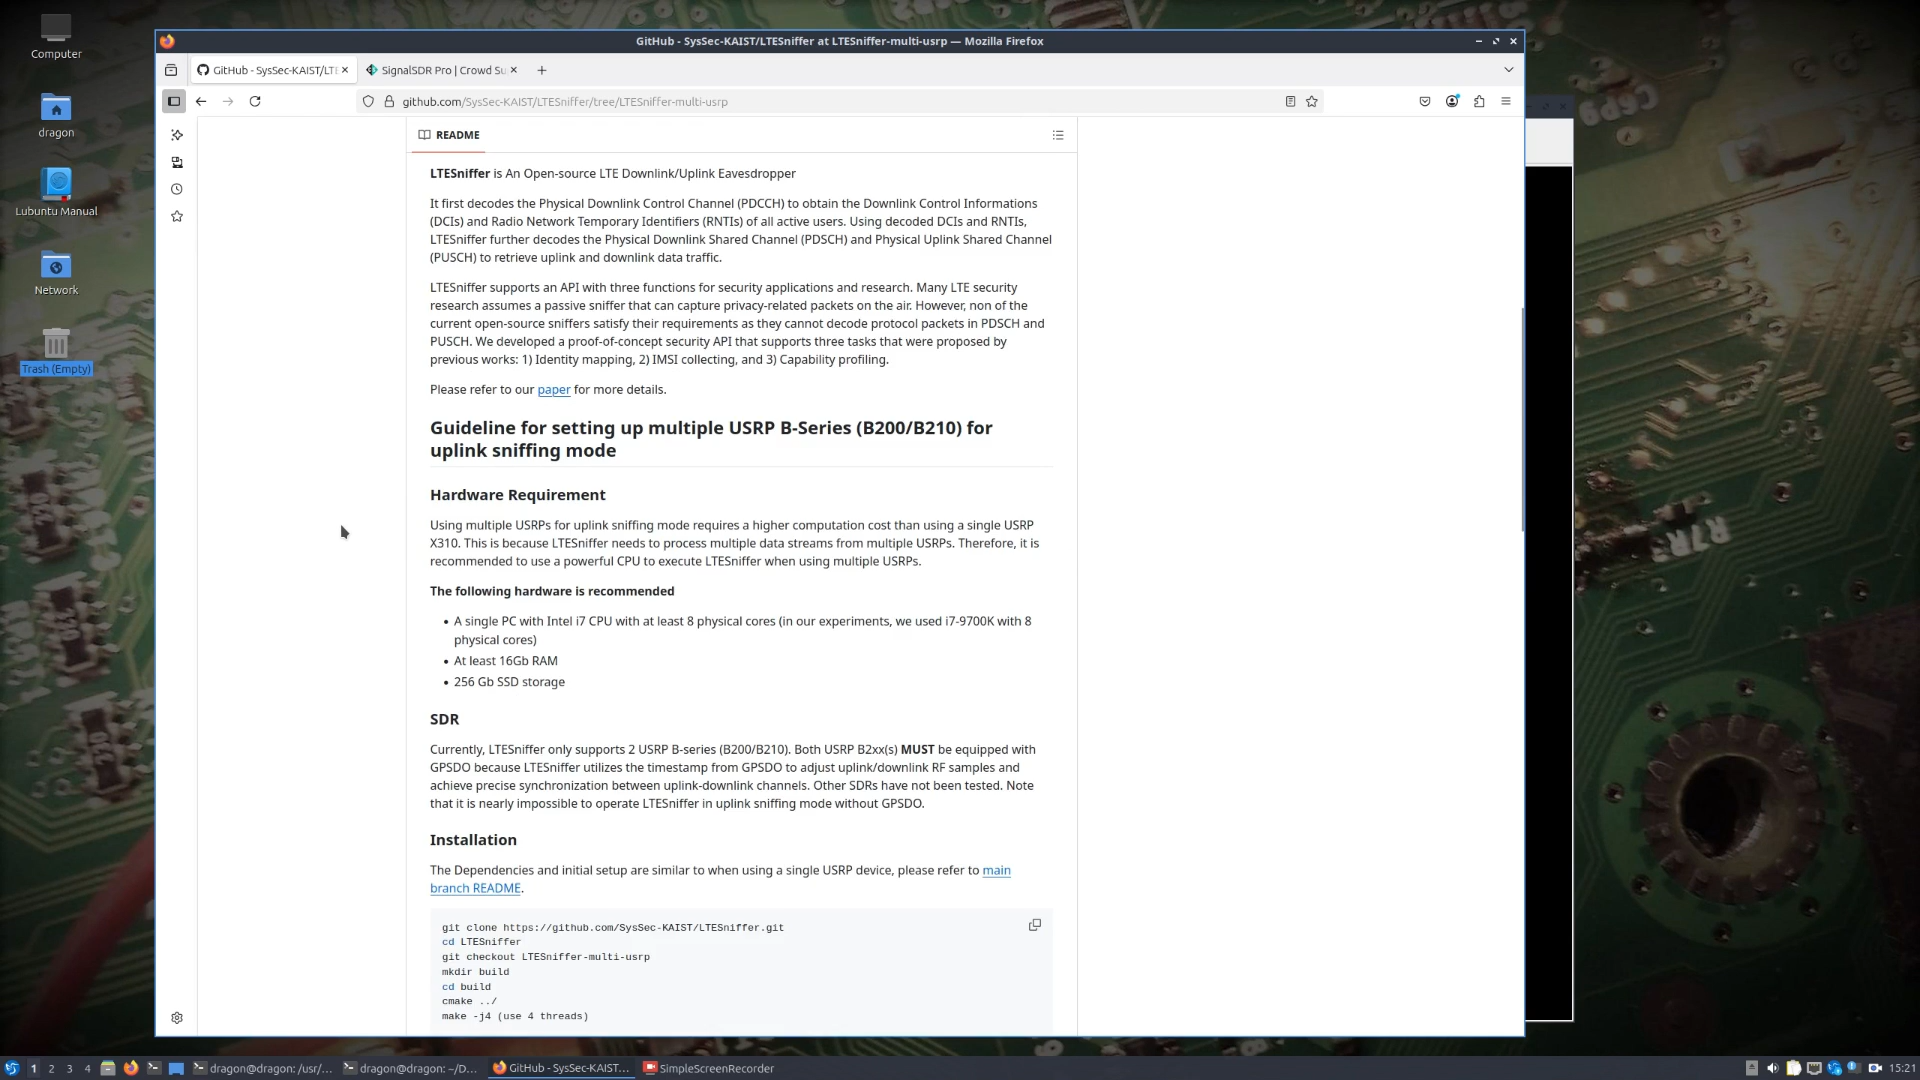 Computer
dragon
Lubuntu Manual
Network
Trash (Empty)
GitHub - SysSec-KAIST/LTESniffer at LTESniffer-multi-usrp — Mozilla Firefox
GitHub - SysSec-KAIST/LTE
SignalSDR Pro | Crowd Su
github.com/SysSec-KAIST/LTESniffer/tree/LTESniffer-multi-usrp
README
LTESniffer is An Open-source LTE Downlink/Uplink Eavesdropper
It first decodes the Physical Downlink Control Channel (PDCCH) to obtain the Downlink Control Informations
(DCIs) and Radio Network Temporary Identifiers (RNTIs) of all active users. Using decoded DCIs and RNTIs,
LTESniffer further decodes the Physical Downlink Shared Channel (PDSCH) and Physical Uplink Shared Channel
(PUSCH) to retrieve uplink and downlink data traffic.
LTESniffer supports an API with three functions for security applications and research. Many LTE security
research assumes a passive sniffer that can capture privacy-related packets on the air. However, non of the
current open-source sniffers satisfy their requirements as they cannot decode protocol packets in PDSCH and
PUSCH. We developed a proof-of-concept security API that supports three tasks that were proposed by
previous works: 1) Identity mapping, 2) IMSI collecting, and 3) Capability profiling.
Please refer to our paper for more details.
Guideline for setting up multiple USRP B-Series (B200/B210) for
uplink sniffing mode
Hardware Requirement
Using multiple USRPs for uplink sniffing mode requires a higher computation cost than using a single USRP
X310. This is because LTESniffer needs to process multiple data streams from multiple USRPs. Therefore, it is
recommended to use a powerful CPU to execute LTESniffer when using multiple USRPs.
The following hardware is recommended
• A single PC with Intel i7 CPU with at least 8 physical cores (in our experiments, we used i7-9700K with 8
physical cores)
• At least 16Gb RAM
• 256 Gb SSD storage
SDR
Currently, LTESniffer only supports 2 USRP B-series (B200/B210). Both USRP B2xx(s) MUST be equipped with
GPSDO because LTESniffer utilizes the timestamp from GPSDO to adjust uplink/downlink RF samples and
achieve precise synchronization between uplink-downlink channels. Other SDRs have not been tested. Note
that it is nearly impossible to operate LTESniffer in uplink sniffing mode without GPSDO.
Installation
The Dependencies and initial setup are similar to when using a single USRP device, please refer to main
branch README.
git clone https://github.com/SysSec-KAIST/LTESniffer.git
cd LTESniffer
git checkout LTESniffer-multi-usrp
mkdir build
cd build
cmake ../
make -j4 (use 4 threads)
1 2 3 4 dragon@dragon: /usr/... dragon@dragon: ~/D... GitHub - SysSec-KAIST... SimpleScreenRecorder 15:21